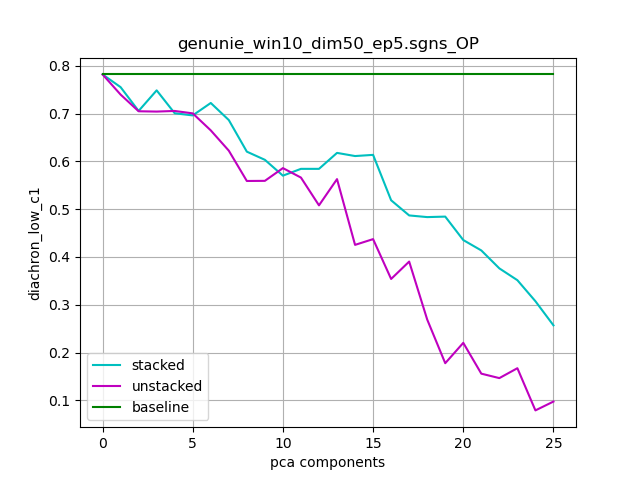 genunie_win10_dim50_ep5.sgns_OP
diachron_low_c1
0.8
0.7
0.6
0.5
0.4
0.3
0.2
0.1
stacked
unstacked
baseline
0 5 10 15 20 25
pca components